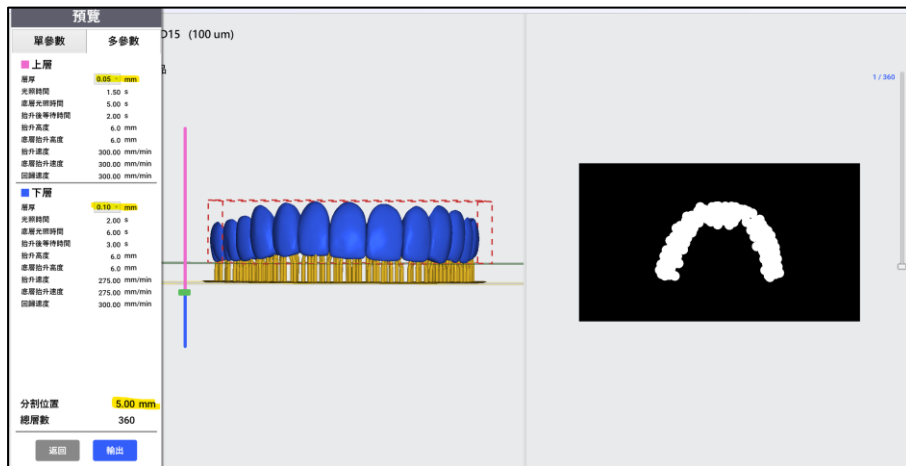 預覽
單參數
多參數
上層
層厚 0.05 mm
光照時間 1.50 s
底層光照時間 5.00 s
抬升後等待時間 2.00 s
抬升高度 6.0 mm
底層抬升高度 6.0 mm
抬升速度 300.00 mm/min
底層抬升速度 300.00 mm/min
回歸速度 300.00 mm/min
下層
層厚 0.10 mm
光照時間 2.00 s
底層光照時間 6.00 s
抬升後等待時間 3.00 s
抬升高度 6.0 mm
底層抬升高度 6.0 mm
抬升速度 275.00 mm/min
底層抬升速度 275.00 mm/min
回歸速度 300.00 mm/min
分割位置 5.00 mm
總層數 360
返回
輸出
D15 (100 um)
1 / 360